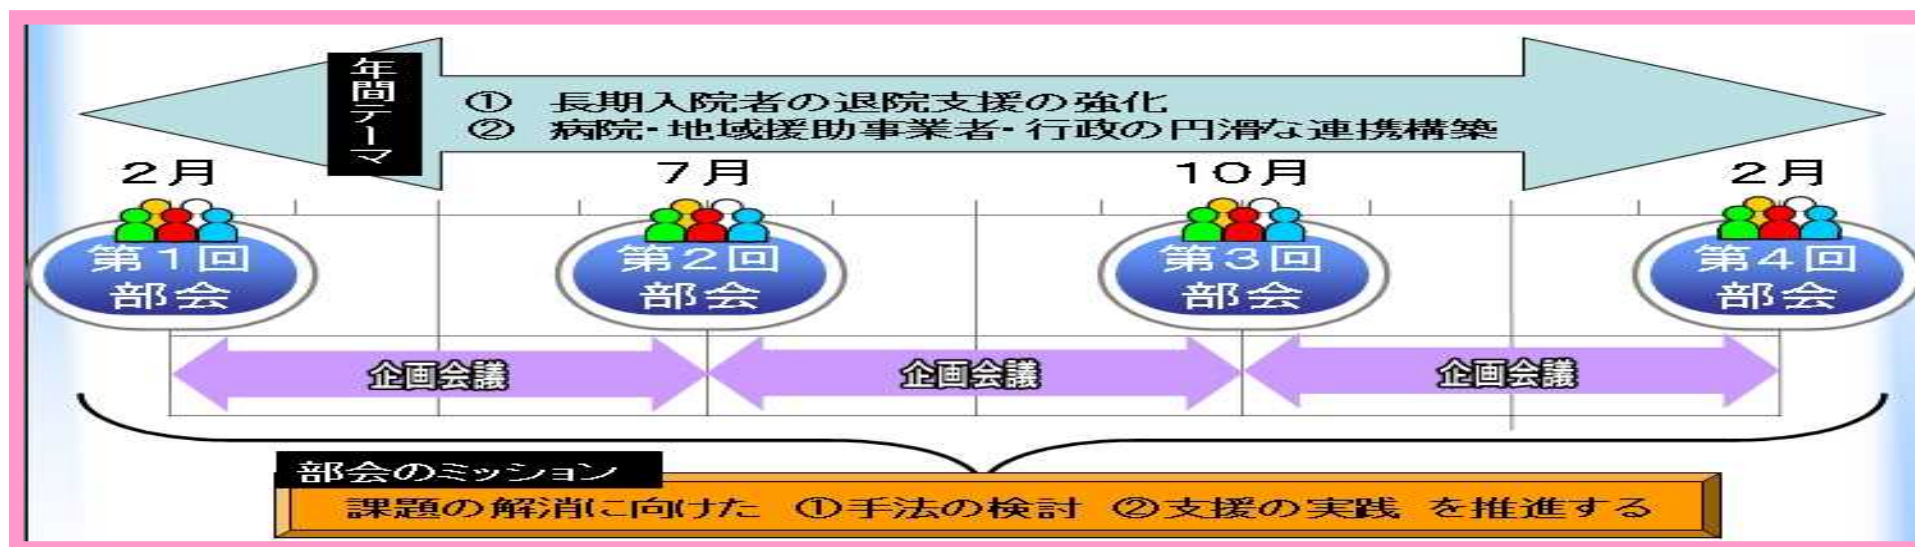 年間テーマ
① 長期入院者の退院支援の強化
② 病院・地域援助事業者・行政の円滑な連携構築
2月
7月
10月
2月
第1回
部会
第2回
部会
第3回
部会
第4回
部会
企画会議
企画会議
企画会議
部会のミッション
課題の解消に向けた ①手法の検討 ②支援の実践 を推進する